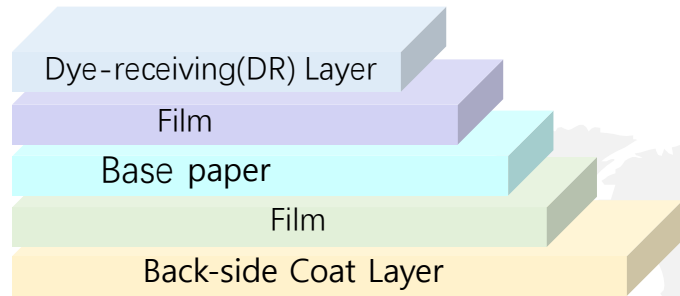 Dye-receiving(DR) Layer
Film
Base paper
Film
Back-side Coat Layer